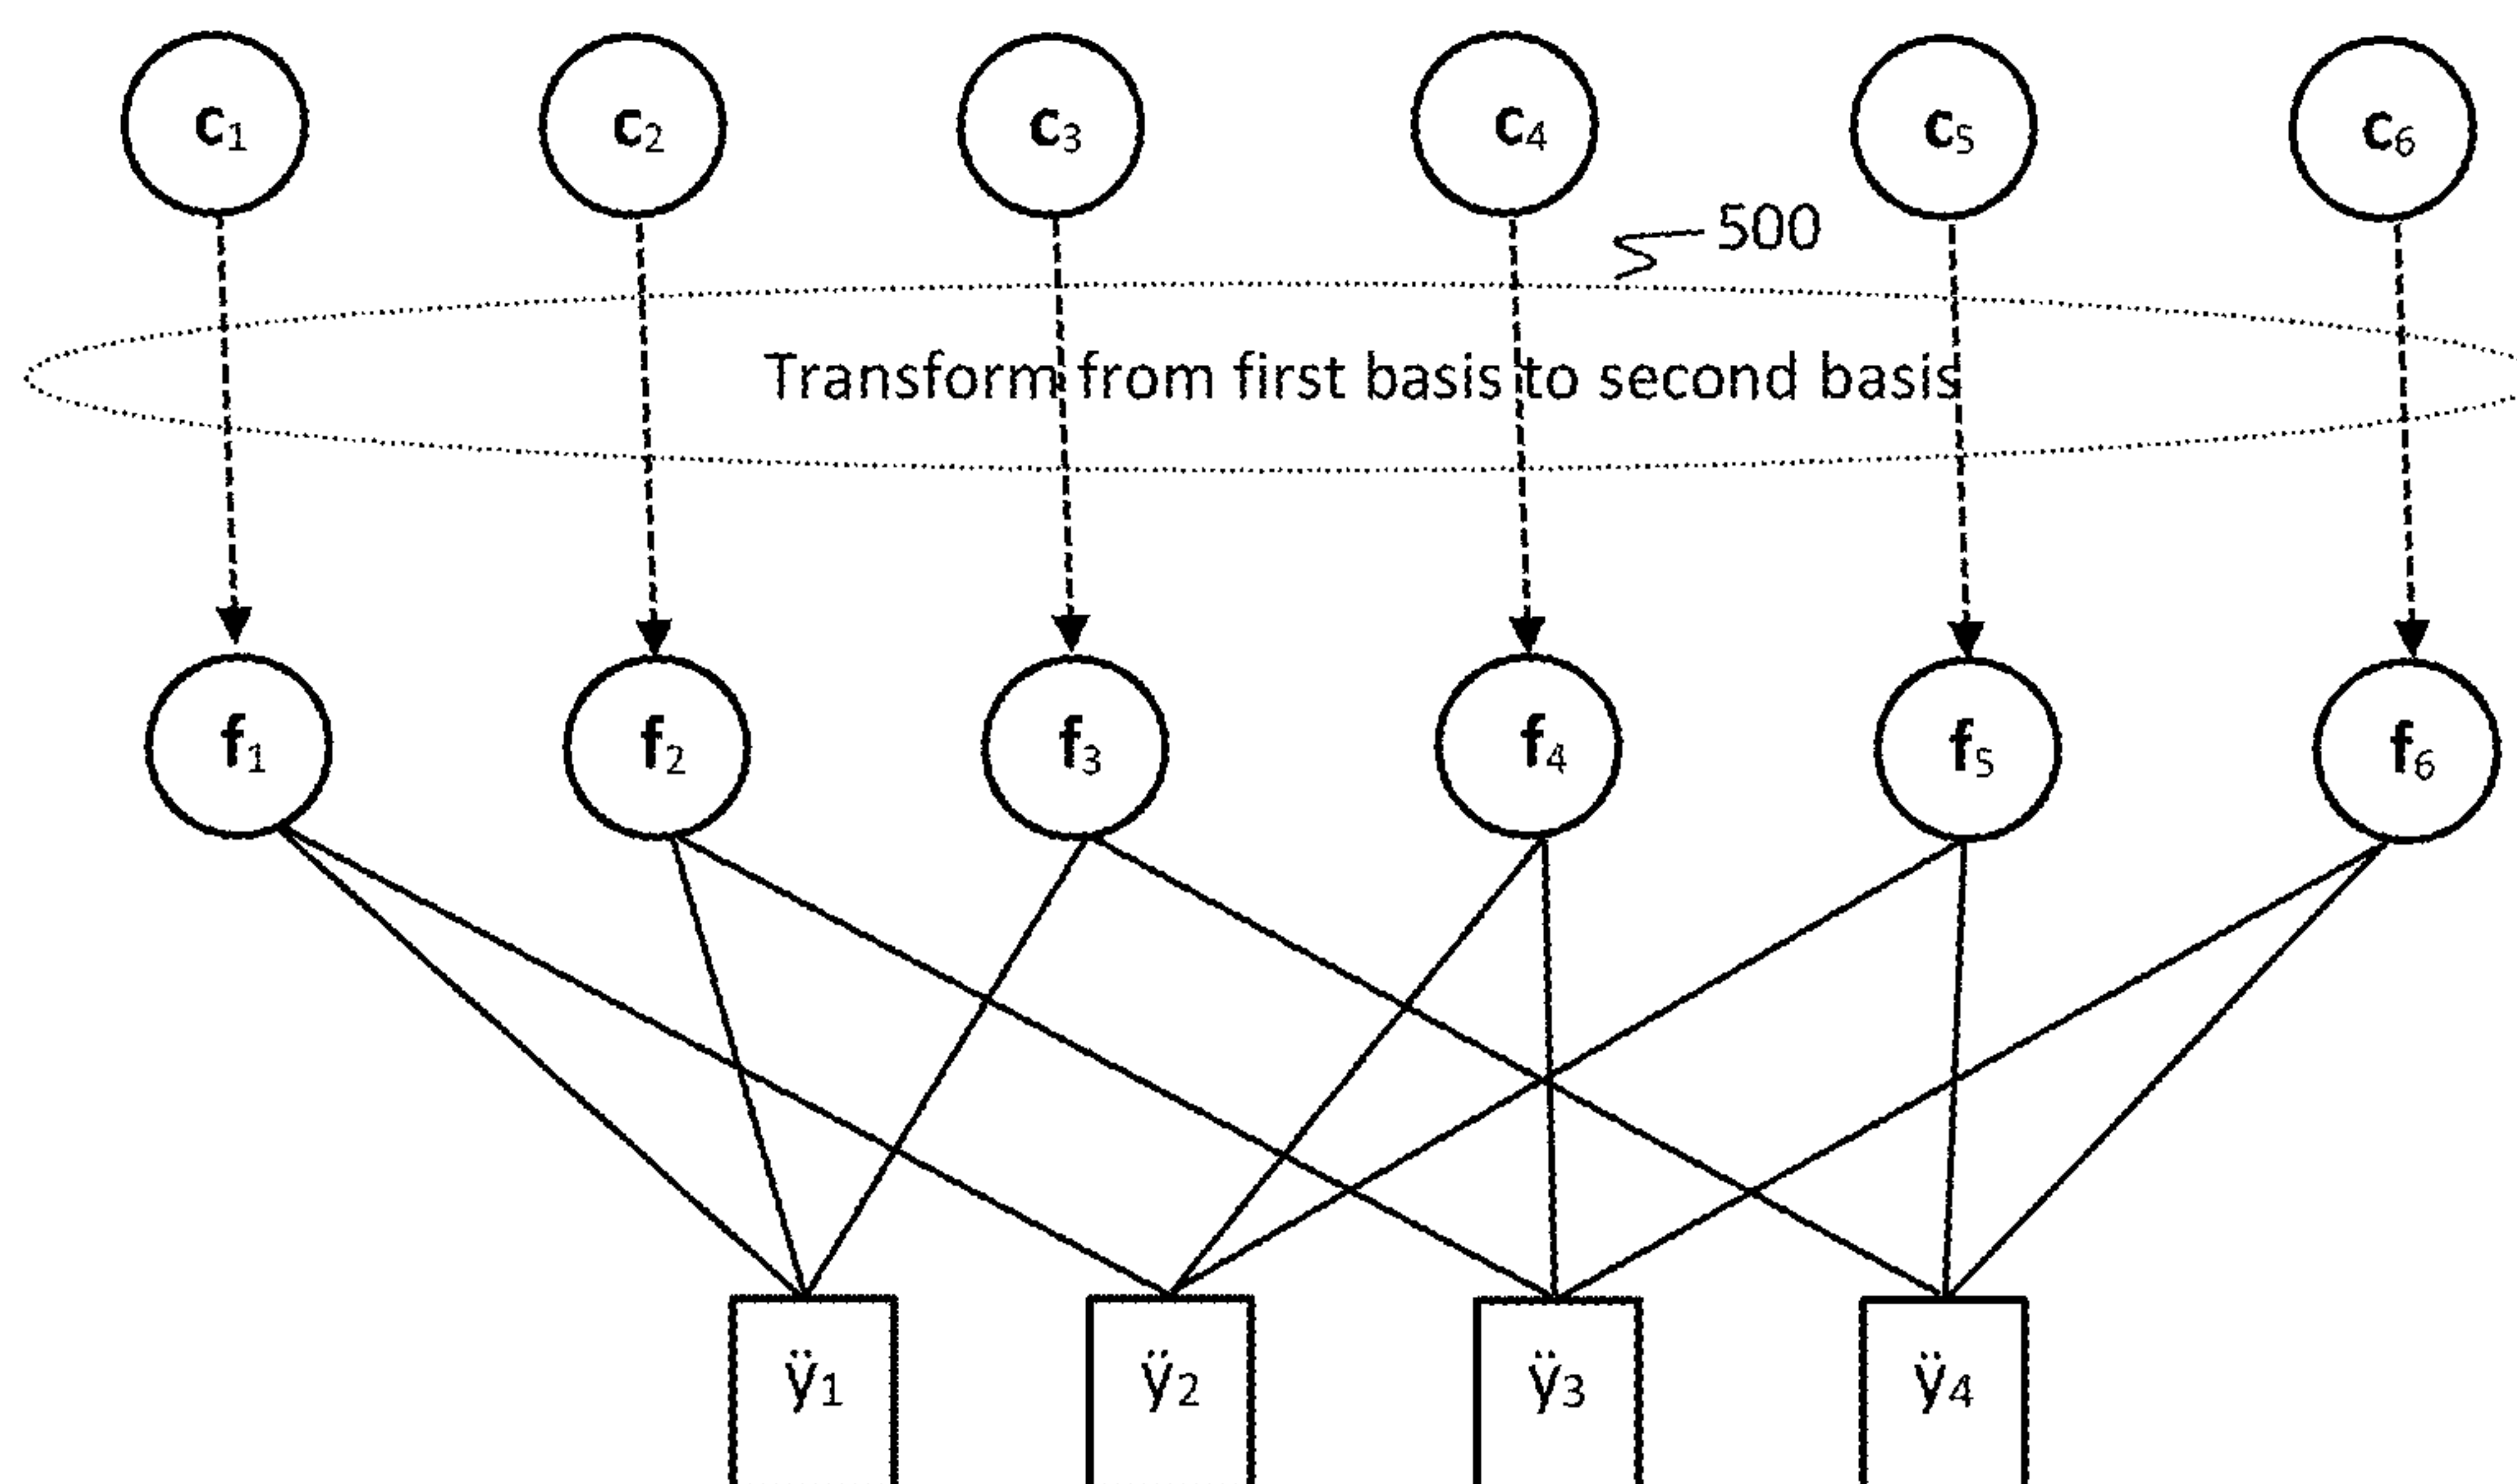 c1 c2 c3 c4 c5 c6
500
Transform from first basis to second basis
f1 f2 f3 f4 f5 f6
ÿ1 ÿ2 ÿ3 ÿ4